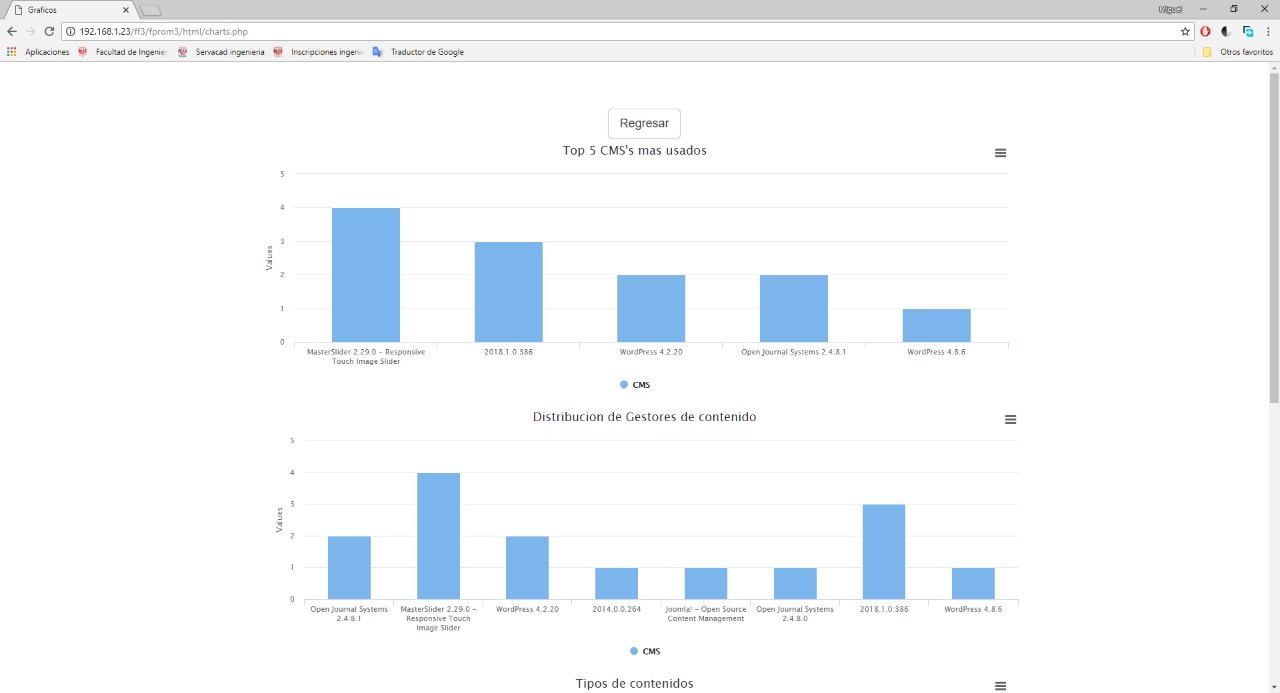 Graficos
Miguel
192.168.1.23/ff3/fprom3/html/charts.php
Aplicaciones Facultad de Ingenier Servacad ingenieria Inscripciones ingeni Traductor de Google Otros favoritos
Regresar
Top 5 CMS's mas usados
5
4
3
2
1
0
Values
MasterSlider 2.29.0 - Responsive
Touch Image Slider
2018.1.0.386
WordPress 4.2.20
Open Journal Systems 2.4.8.1
WordPress 4.8.6
CMS
Distribucion de Gestores de contenido
5
4
3
2
1
0
Values
Open Journal Systems
2.4.8.1
MasterSlider 2.29.0 -
Responsive Touch
Image Slider
WordPress 4.2.20
2014.0.0.264
Joomla! - Open Source
Content Management
Open Journal Systems
2.4.8.0
2018.1.0.386
WordPress 4.8.6
CMS
Tipos de contenidos